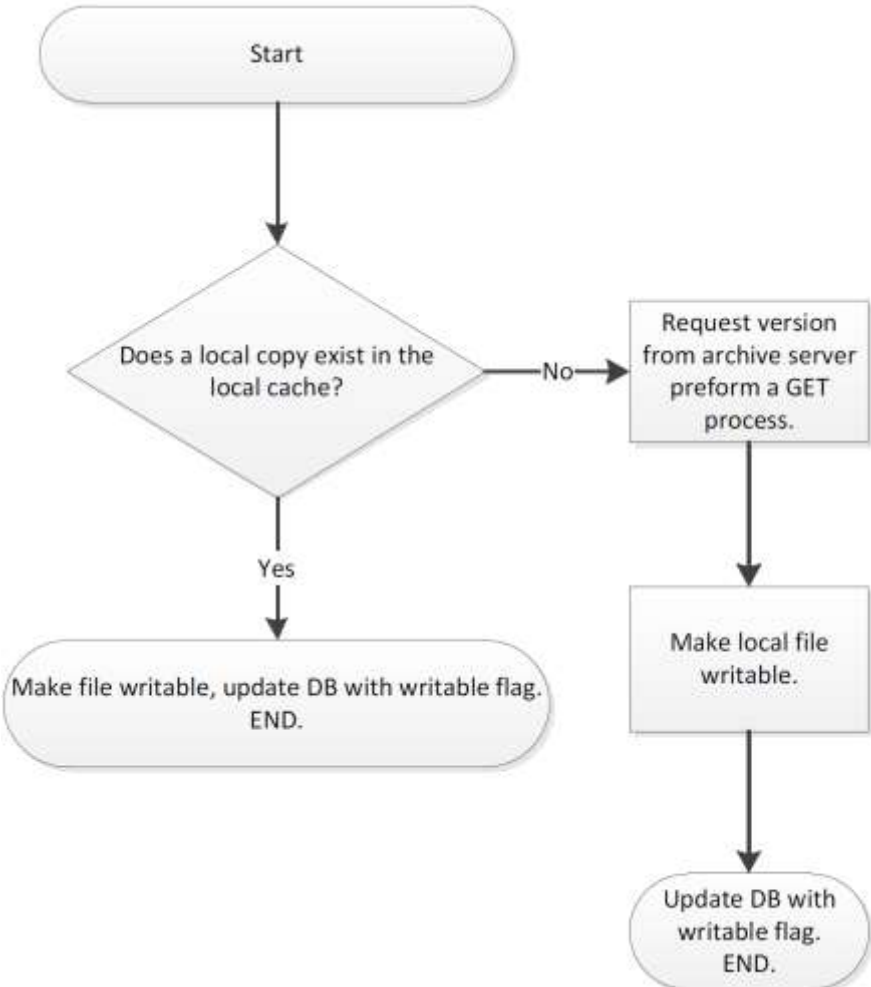 Start
Does a local copy exist in the
local cache?
No
Request version
from archive server
preform a GET
process.
Yes
Make local file
writable.
Make file writable, update DB with writable flag.
END.
Update DB with
writable flag.
END.